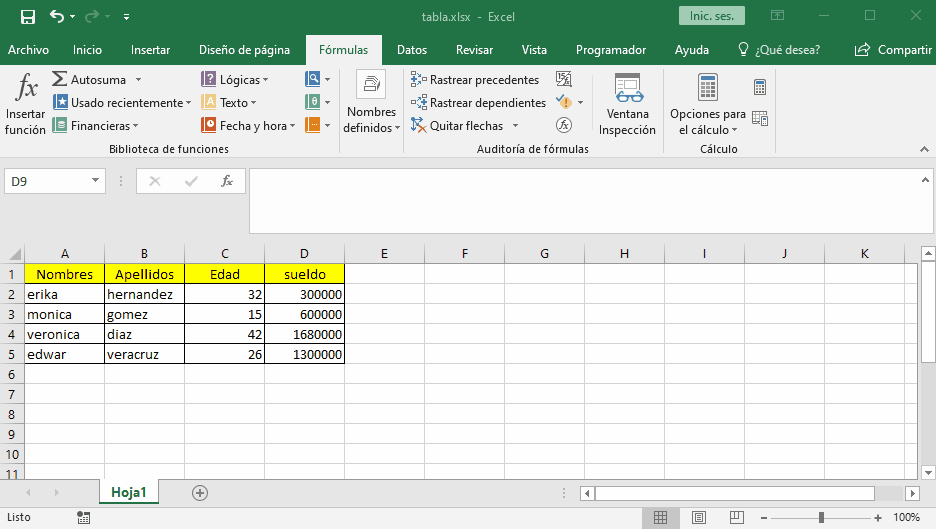 tabla.xlsx - Excel
Inic. ses.
Archivo Inicio Insertar Diseño de página Fórmulas Datos Revisar Vista Programador Ayuda ¿Qué desea? Compartir
fx Insertar función
Σ Autosuma
Usado recientemente
Financieras
? Lógicas
A Texto
Fecha y hora
θ
Biblioteca de funciones
Nombres definidos
Rastrear precedentes
Rastrear dependientes
Quitar flechas
fx
Ventana Inspección
Auditoría de fórmulas
Opciones para el cálculo
Cálculo
D9
fx
A B C D E F G H I J K
1 Nombres Apellidos Edad sueldo
2 erika hernandez 32 300000
3 monica gomez 15 600000
4 veronica diaz 42 1680000
5 edwar veracruz 26 1300000
6
7
8
9
10
11
Hoja1
Listo
100%